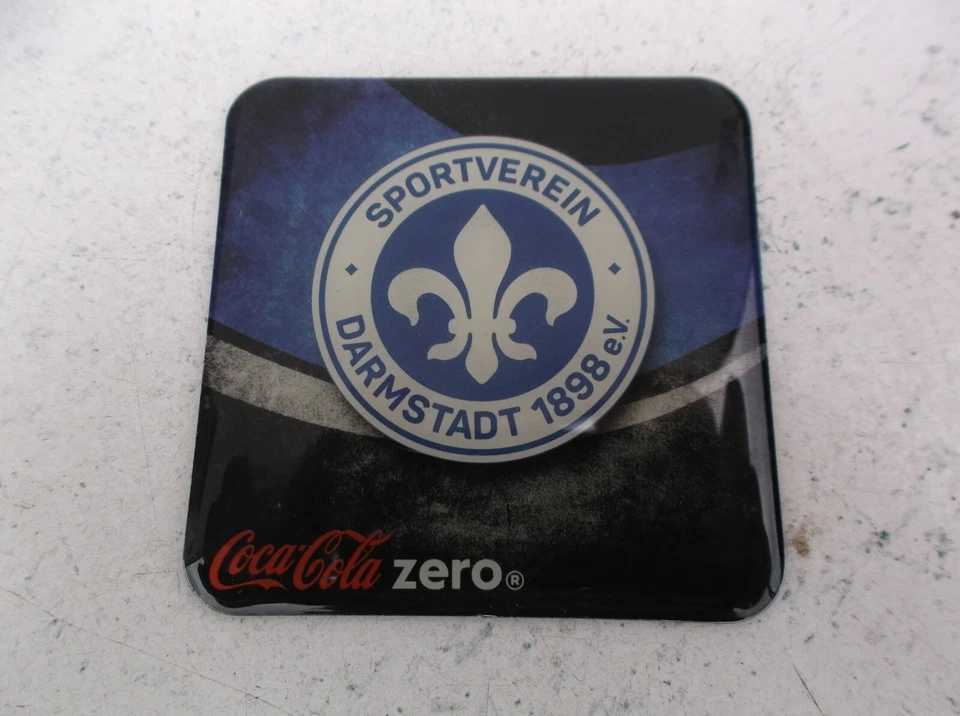 SPORTVEREIN
DARMSTADT 1898 e.V.
Coca-Cola zero®